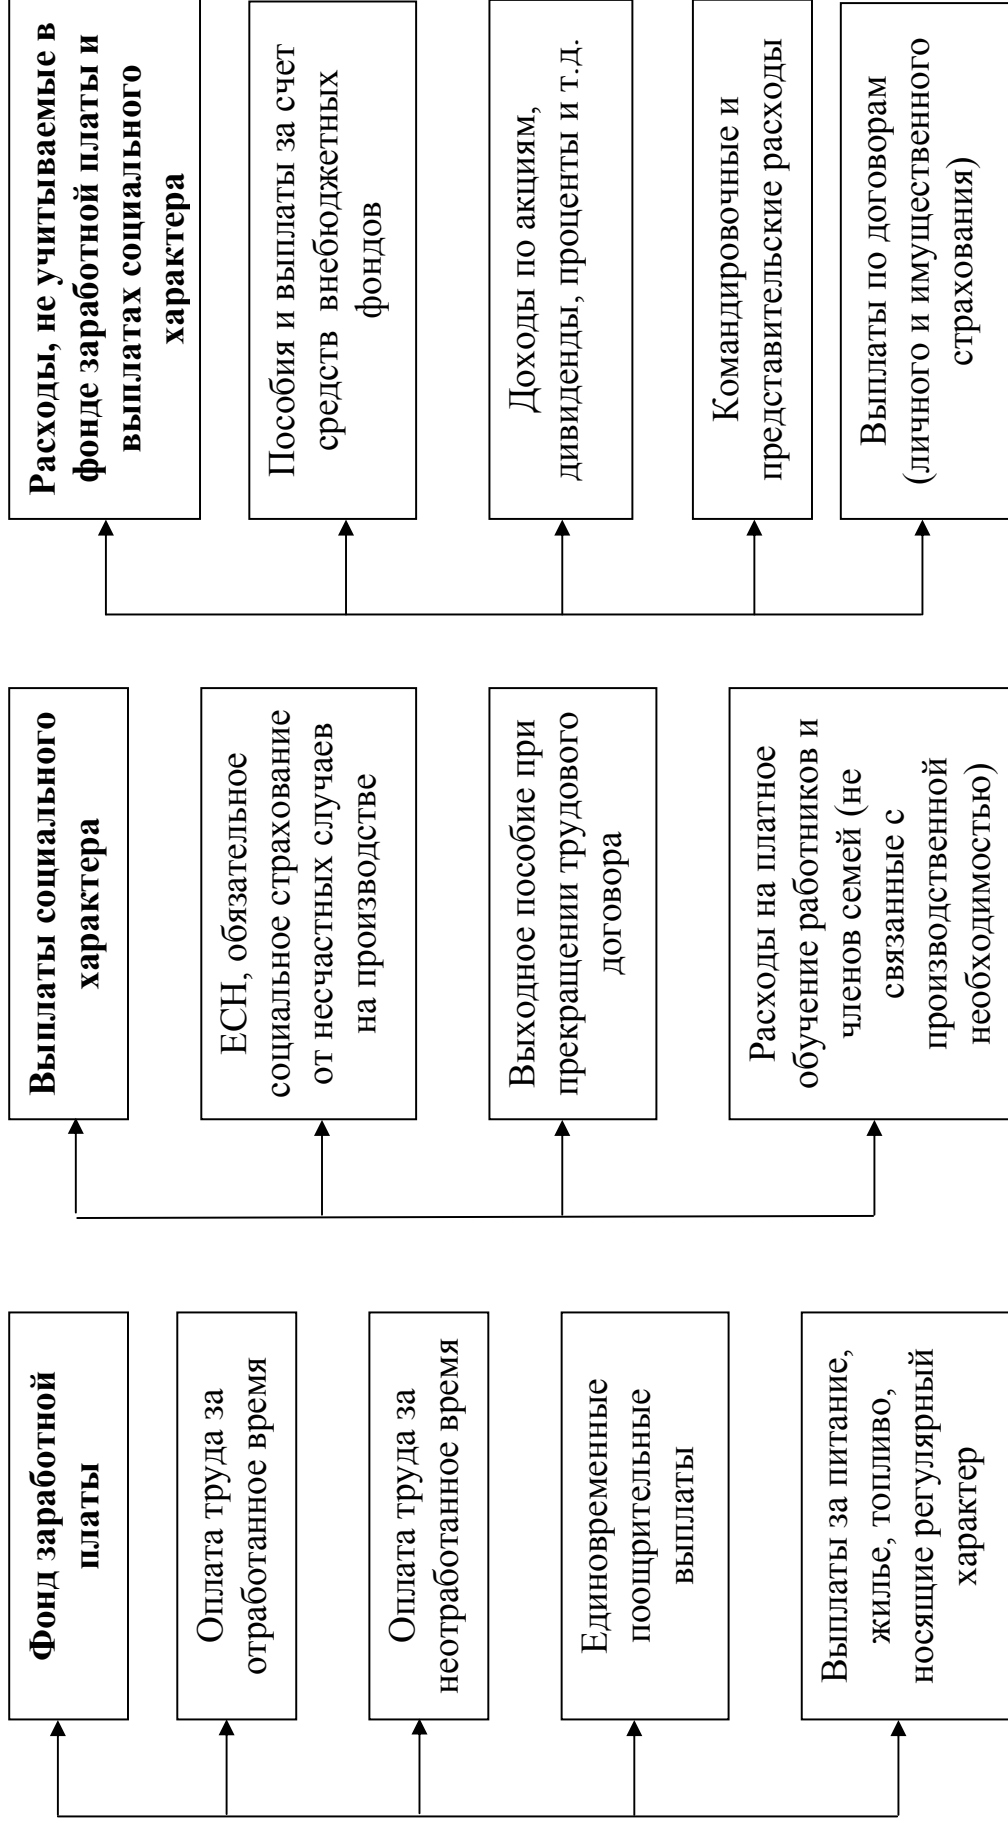 Фонд заработной
платы
Оплата труда за
отработанное время
Оплата труда за
неотработанное время
Единовременные
поощрительные
выплаты
Выплаты за питание,
жилье, топливо,
носящие регулярный
характер
Выплаты социального
характера
ЕСН, обязательное
социальное страхование
от несчастных случаев
на производстве
Выходное пособие при
прекращении трудового
договора
Расходы на платное
обучение работников и
членов семей (не
связанные с
производственной
необходимостью)
Расходы, не учитываемые в
фонде заработной платы и
выплатах социального
характера
Пособия и выплаты за счет
средств внебюджетных
фондов
Доходы по акциям,
дивиденды, проценты и т.д.
Командировочные и
представительские расходы
Выплаты по договорам
(личного и имущественного
страхования)